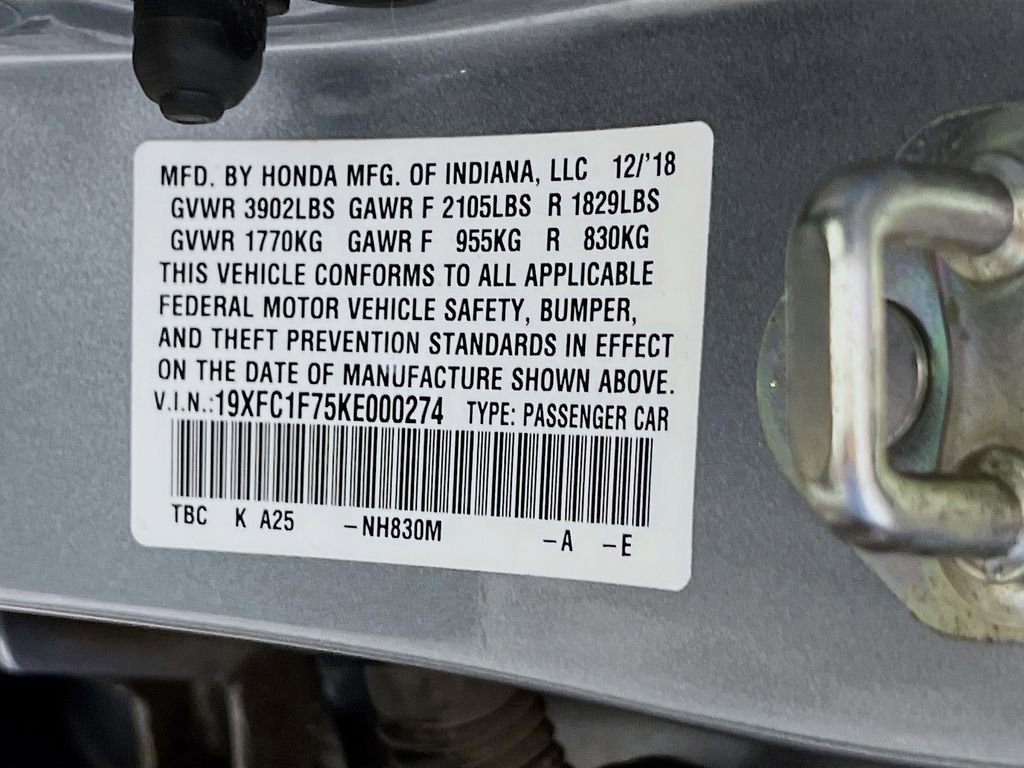 MFD. BY HONDA MFG. OF INDIANA, LLC 12/'18
GVWR 3902LBS GAWR F 2105LBS R 1829LBS
GVWR 1770KG GAWR F 955KG R 830KG
THIS VEHICLE CONFORMS TO ALL APPLICABLE
FEDERAL MOTOR VEHICLE SAFETY, BUMPER,
AND THEFT PREVENTION STANDARDS IN EFFECT
ON THE DATE OF MANUFACTURE SHOWN ABOVE.
V.I.N.:19XFC1F75KE000274 TYPE: PASSENGER CAR
TBC K A25 -NH830M -A -E